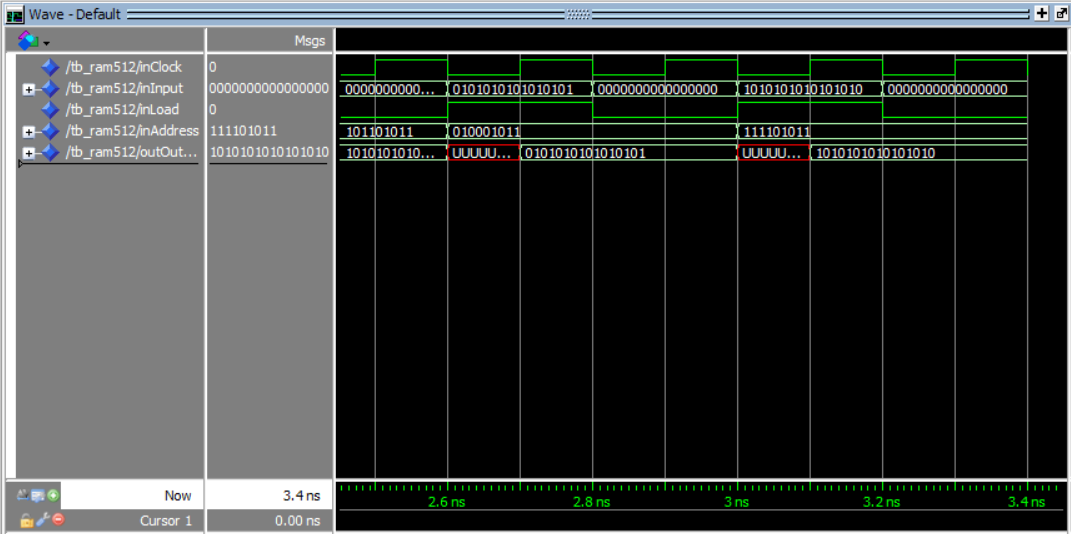 Wave - Default
Msgs
/tb_ram512/inClock 0
/tb_ram512/inInput 0000000000000000 0000000000... 0101010101010101 0000000000000000 1010101010101010 0000000000000000
/tb_ram512/inLoad 0
/tb_ram512/inAddress 111101011 101101011 010001011 111101011
/tb_ram512/outOut... 1010101010101010 101010101010... UUUUU... 0101010101010101 UUUUU... 1010101010101010
Now 3.4 ns 2.6 ns 2.8 ns 3 ns 3.2 ns 3.4 ns
Cursor 1 0.00 ns